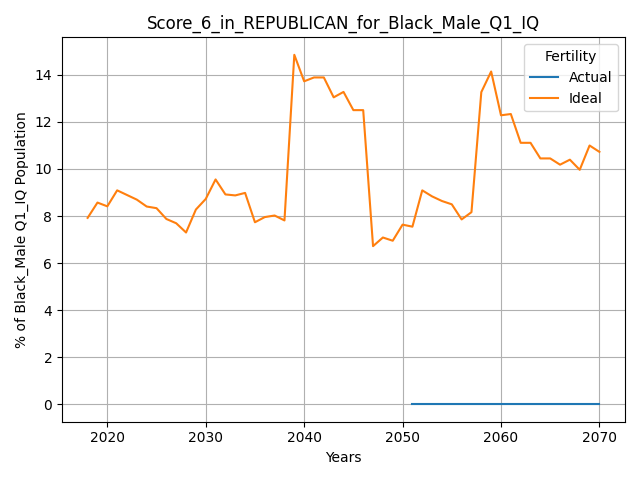 Score_6_in_REPUBLICAN_for_Black_Male_Q1_IQ
Fertility
Actual
Ideal
% of Black_Male Q1_IQ Population
14
12
10
8
6
4
2
0
2020 2030 2040 2050 2060 2070
Years